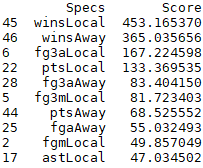 Specs Score
45 winsLocal 453.165370
46 winsAway 365.035656
6 fg3aLocal 167.224598
22 ptsLocal 133.369535
28 fg3aAway 83.404150
5 fg3mLocal 81.723403
44 ptsAway 68.525552
25 fgaAway 55.032493
2 fgmLocal 49.857049
17 astLocal 47.034502